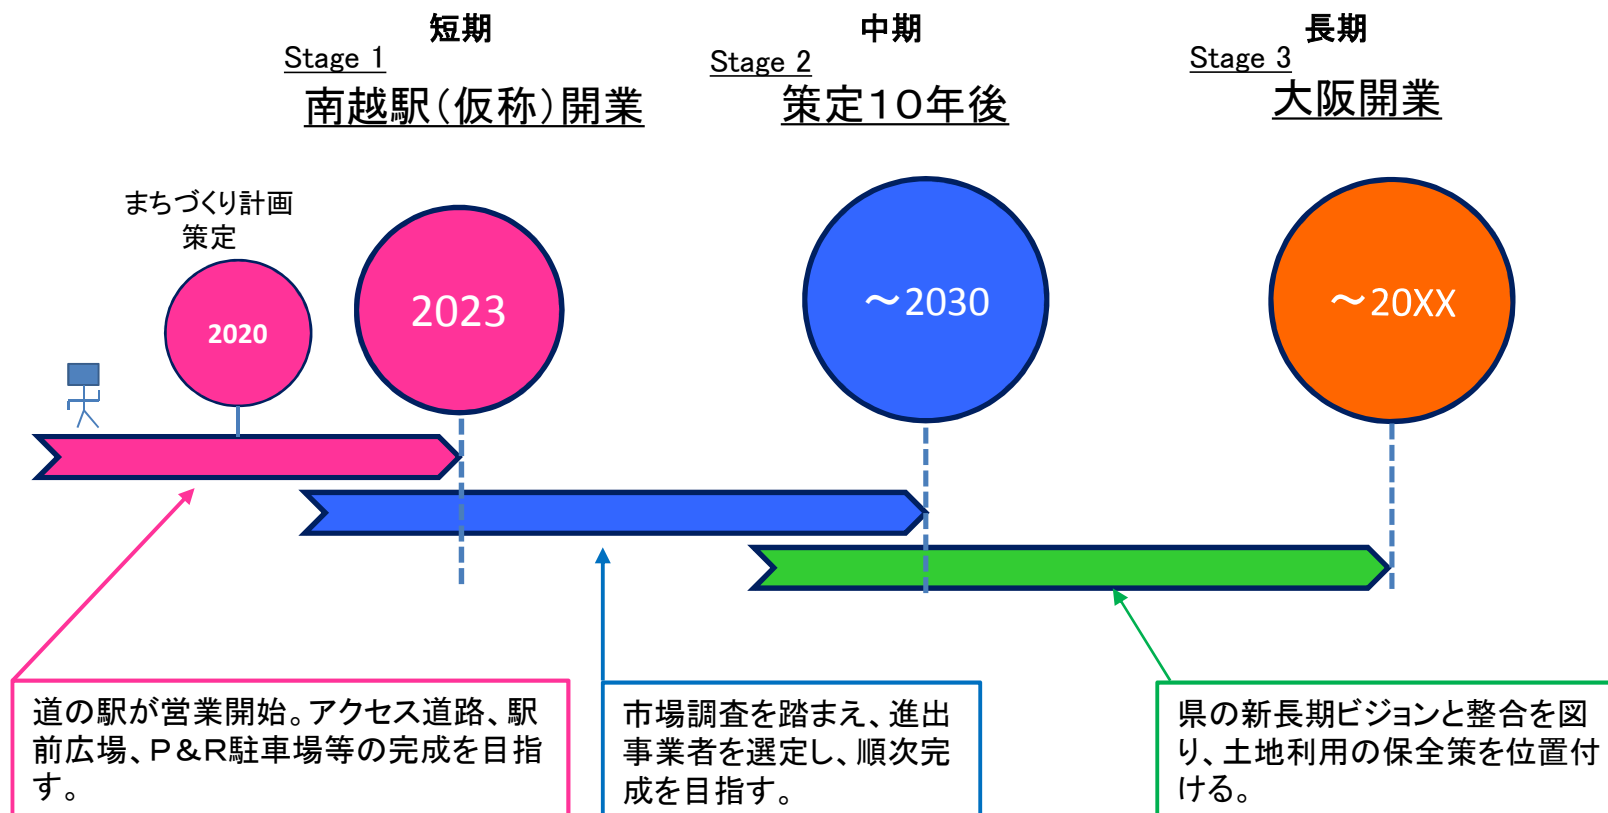 短期
Stage 1
南越駅(仮称)開業
中期
Stage 2
策定10年後
長期
Stage 3
大阪開業
まちづくり計画
策定
2020
2023
～2030
～20XX
道の駅が営業開始。アクセス道路、駅
前広場、P&R駐車場等の完成を目指
す。
市場調査を踏まえ、進出
事業者を選定し、順次完
成を目指す。
県の新長期ビジョンと整合を図
り、土地利用の保全策を位置付
ける。